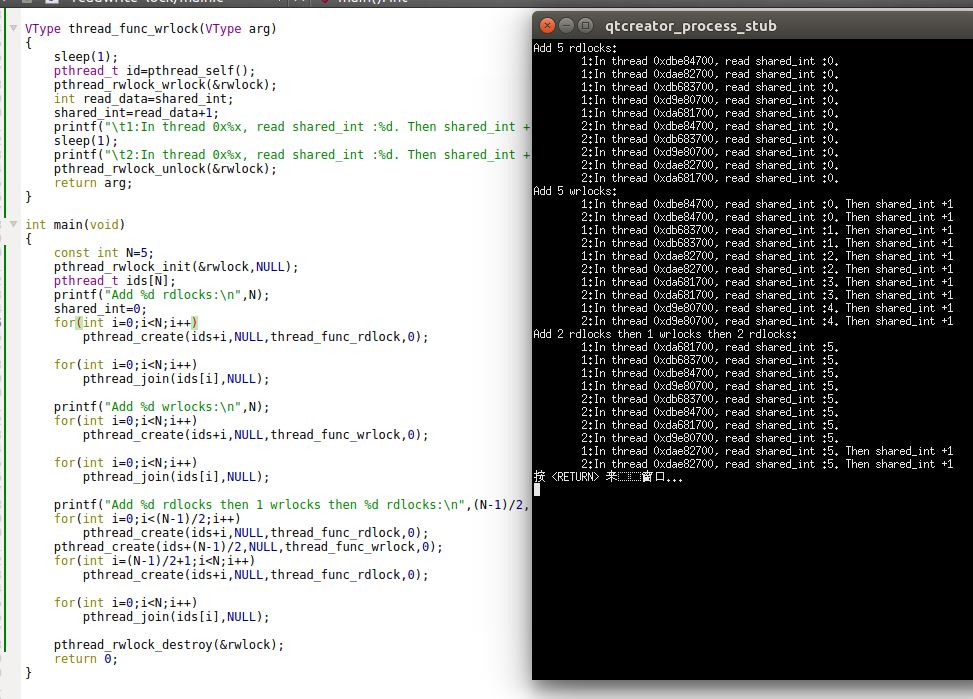 VType thread_func_wrlock(VType arg)
{
sleep(1);
pthread_t id=pthread_self();
pthread_rwlock_wrlock(&rwlock);
int read_data=shared_int;
shared_int=read_data+1;
printf("\t1:In thread 0x%x, read shared_int :%d. Then shared_int +
sleep(1);
printf("\t2:In thread 0x%x, read shared_int :%d. Then shared_int +
pthread_rwlock_unlock(&rwlock);
return arg;
}
int main(void)
{
const int N=5;
pthread_rwlock_init(&rwlock,NULL);
pthread_t ids[N];
printf("Add %d rdlocks:\n",N);
shared_int=0;
for(int i=0;i<N;i++)
pthread_create(ids+i,NULL,thread_func_rdlock,0);
for(int i=0;i<N;i++)
pthread_join(ids[i],NULL);
printf("Add %d wrlocks:\n",N);
for(int i=0;i<N;i++)
pthread_create(ids+i,NULL,thread_func_wrlock,0);
for(int i=0;i<N;i++)
pthread_join(ids[i],NULL);
printf("Add %d rdlocks then 1 wrlocks then %d rdlocks:\n",(N-1)/2,
for(int i=0;i<(N-1)/2;i++)
pthread_create(ids+i,NULL,thread_func_rdlock,0);
pthread_create(ids+(N-1)/2,NULL,thread_func_wrlock,0);
for(int i=(N-1)/2+1;i<N;i++)
pthread_create(ids+i,NULL,thread_func_rdlock,0);
for(int i=0;i<N;i++)
pthread_join(ids[i],NULL);
pthread_rwlock_destroy(&rwlock);
return 0;
}
qtcreator_process_stub
Add 5 rdlocks:
1:In thread 0xdbe84700, read shared_int :0.
1:In thread 0xdae82700, read shared_int :0.
1:In thread 0xdb683700, read shared_int :0.
1:In thread 0xd9e80700, read shared_int :0.
1:In thread 0xda681700, read shared_int :0.
2:In thread 0xdbe84700, read shared_int :0.
2:In thread 0xdb683700, read shared_int :0.
2:In thread 0xd9e80700, read shared_int :0.
2:In thread 0xdae82700, read shared_int :0.
2:In thread 0xda681700, read shared_int :0.
Add 5 wrlocks:
1:In thread 0xdbe84700, read shared_int :0. Then shared_int +1
2:In thread 0xdbe84700, read shared_int :0. Then shared_int +1
1:In thread 0xdb683700, read shared_int :1. Then shared_int +1
2:In thread 0xdb683700, read shared_int :1. Then shared_int +1
1:In thread 0xdae82700, read shared_int :2. Then shared_int +1
2:In thread 0xdae82700, read shared_int :2. Then shared_int +1
1:In thread 0xda681700, read shared_int :3. Then shared_int +1
2:In thread 0xda681700, read shared_int :3. Then shared_int +1
1:In thread 0xd9e80700, read shared_int :4. Then shared_int +1
2:In thread 0xd9e80700, read shared_int :4. Then shared_int +1
Add 2 rdlocks then 1 wrlocks then 2 rdlocks:
1:In thread 0xda681700, read shared_int :5.
1:In thread 0xdb683700, read shared_int :5.
1:In thread 0xdbe84700, read shared_int :5.
1:In thread 0xd9e80700, read shared_int :5.
2:In thread 0xdb683700, read shared_int :5.
2:In thread 0xdbe84700, read shared_int :5.
2:In thread 0xda681700, read shared_int :5.
2:In thread 0xd9e80700, read shared_int :5.
1:In thread 0xdae82700, read shared_int :5. Then shared_int +1
2:In thread 0xdae82700, read shared_int :5. Then shared_int +1
按 <RETURN> 来窗口...